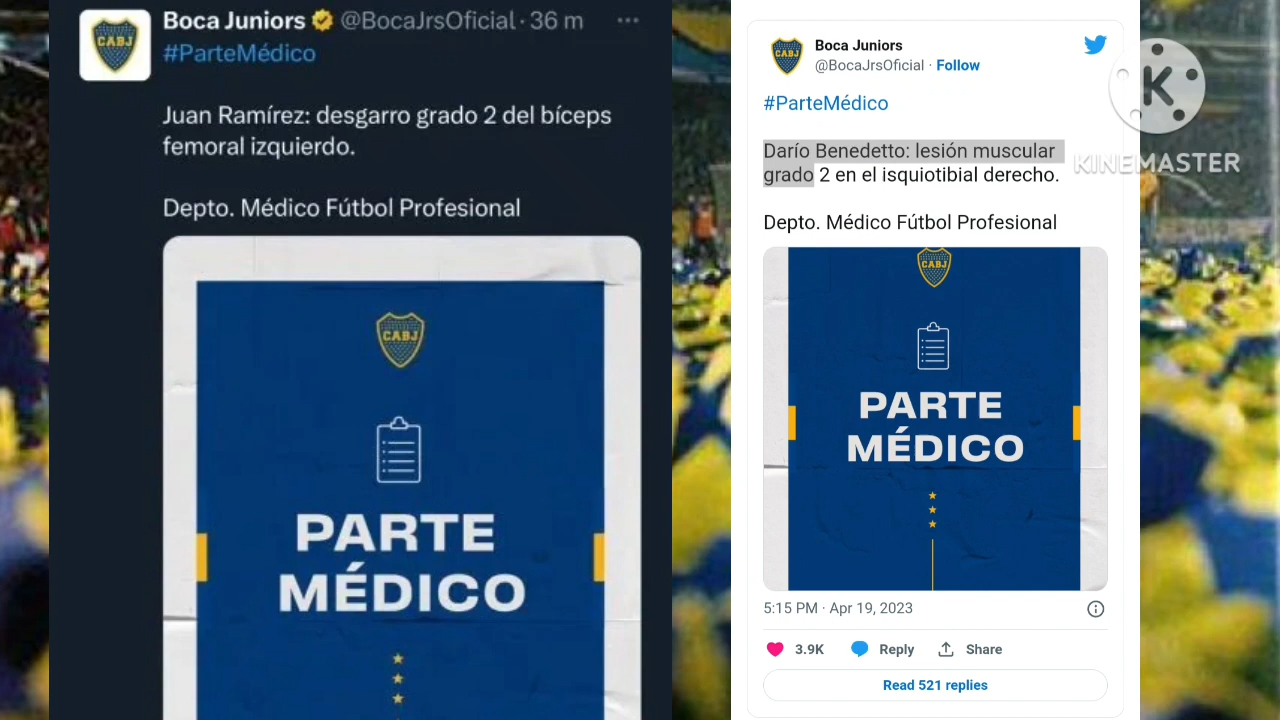 Boca Juniors @BocaJrsOficial · 36 m
#ParteMédico
Juan Ramírez: desgarro grado 2 del bíceps
femoral izquierdo.
Depto. Médico Fútbol Profesional
CABJ
CABJ
PARTE
MÉDICO
Boca Juniors
@BocaJrsOficial · Follow
#ParteMédico
Darío Benedetto: lesión muscular
grado 2 en el isquiotibial derecho.
Depto. Médico Fútbol Profesional
CABJ
CABJ
PARTE
MÉDICO
5:15 PM · Apr 19, 2023
3.9K Reply Share
Read 521 replies
K
KINEMASTER